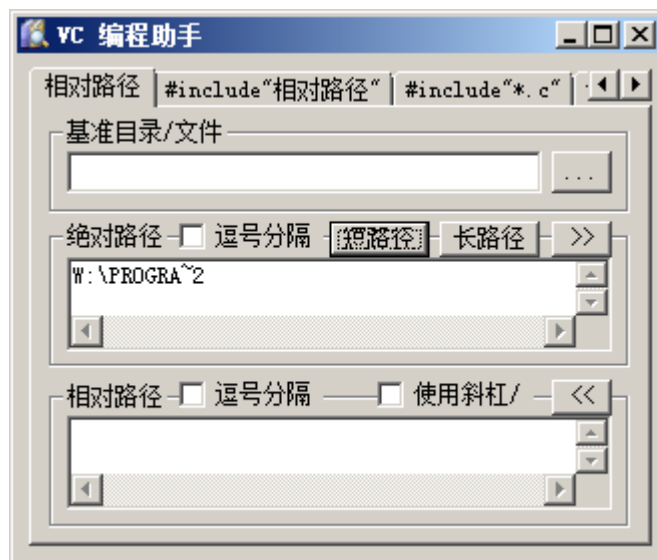 VC 编程助手
相对路径 #include"相对路径" #include"*.c"
基准目录/文件
...
绝对路径 逗号分隔 短路径 长路径 >>
W:\PROGRA~2
相对路径 逗号分隔 使用斜杠/ <<